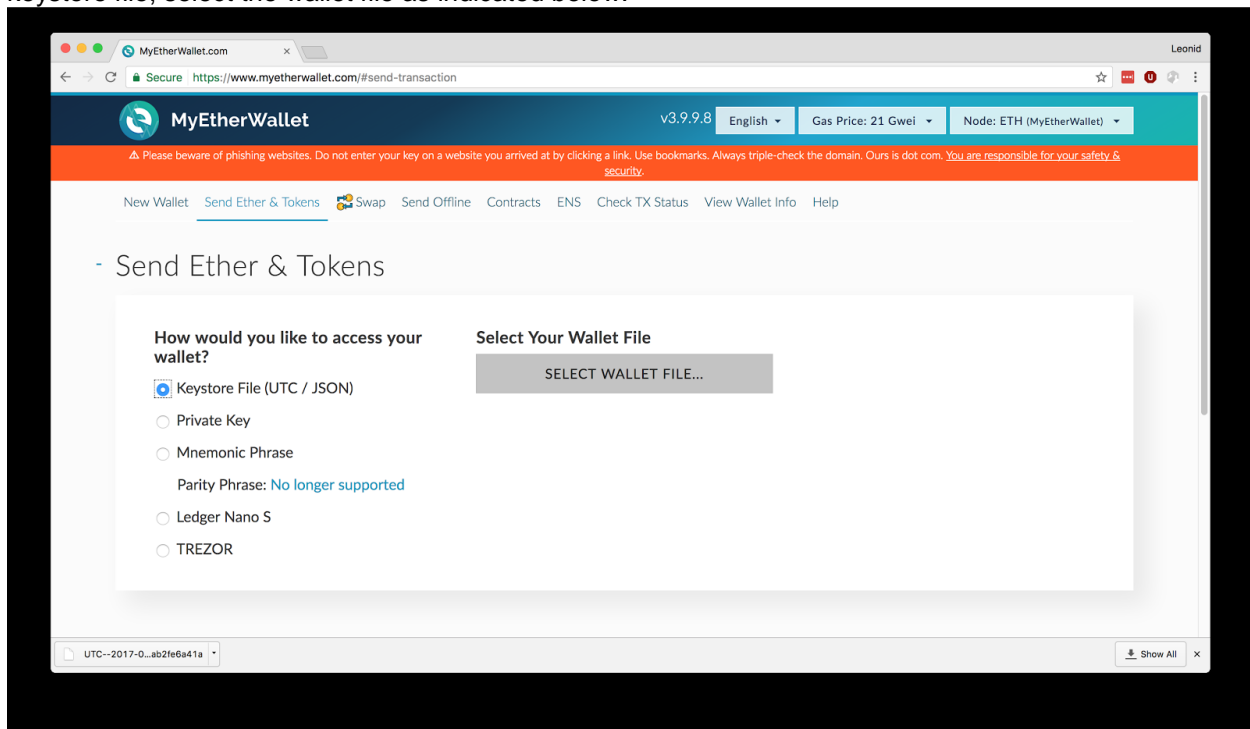 keystore file, select the wallet file as indicated below:
MyEtherWallet.com
Leonid
Secure https://www.myetherwallet.com/#send-transaction
MyEtherWallet
v3.9.9.8 English Gas Price: 21 Gwei Node: ETH (MyEtherWallet)
Please beware of phishing websites. Do not enter your key on a website you arrived at by clicking a link. Use bookmarks. Always triple-check the domain. Ours is dot com. You are responsible for your safety &
security.
New Wallet Send Ether & Tokens Swap Send Offline Contracts ENS Check TX Status View Wallet Info Help
- Send Ether & Tokens
How would you like to access your
wallet?
Keystore File (UTC / JSON)
Private Key
Mnemonic Phrase
Parity Phrase: No longer supported
Ledger Nano S
TREZOR
Select Your Wallet File
SELECT WALLET FILE...
UTC--2017-0...ab2fe6a41a
Show All